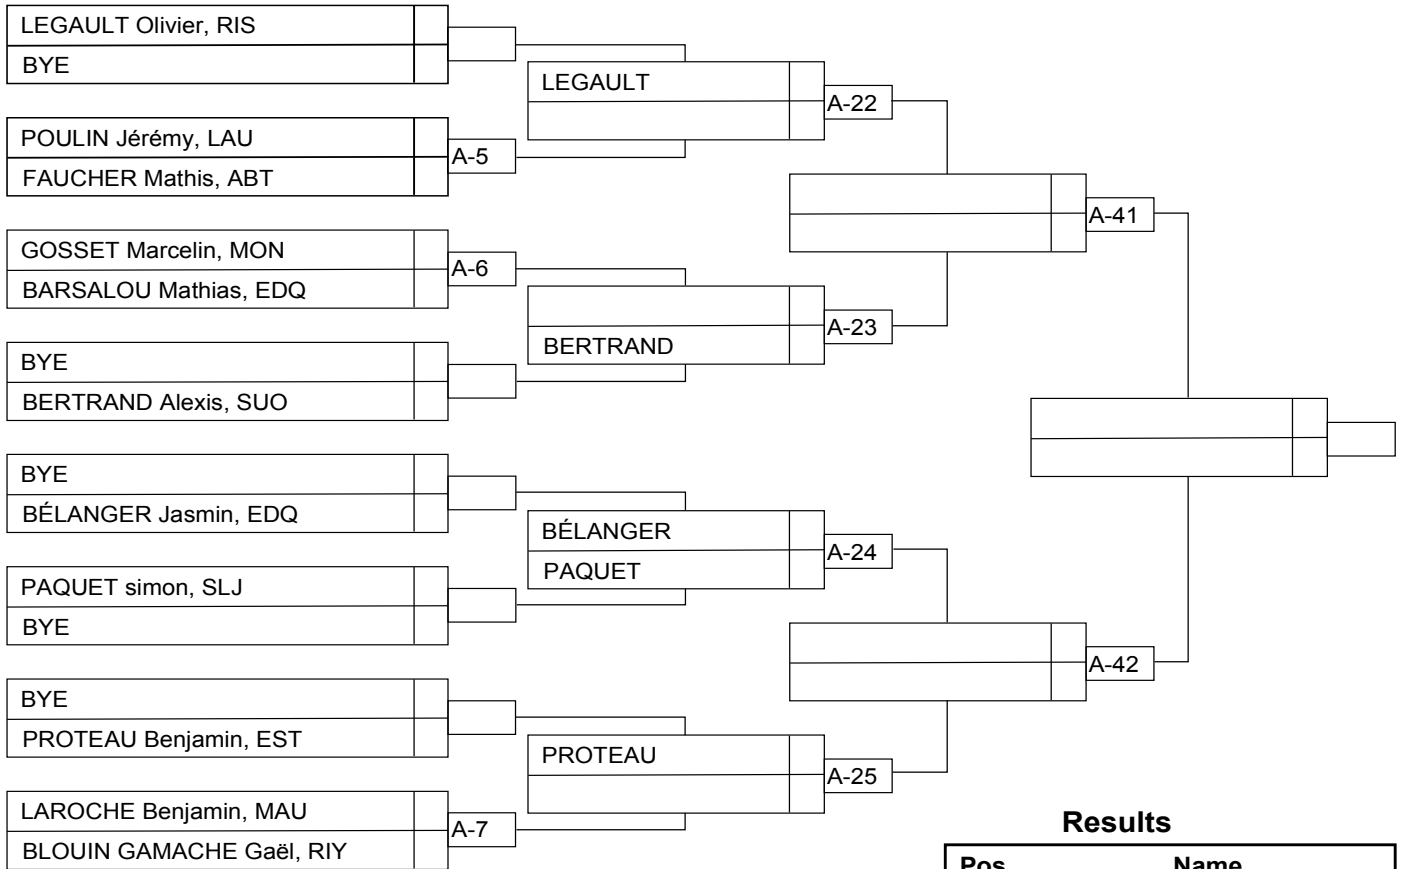 LEGAULT Olivier, RIS
BYE
POULIN Jérémy, LAU
FAUCHER Mathis, ABT
A-5
GOSSET Marcelin, MON
BARSALOU Mathias, EDQ
A-6
BYE
BERTRAND Alexis, SUO
BYE
BÉLANGER Jasmin, EDQ
PAQUET simon, SLJ
BYE
BYE
PROTEAU Benjamin, EST
LAROCHE Benjamin, MAU
BLOUIN GAMACHE Gaël, RIY
A-7
LEGAULT
A-22
BERTRAND
A-23
BÉLANGER
PAQUET
A-24
PROTEAU
A-25
A-41
A-42
Results
Pos Name